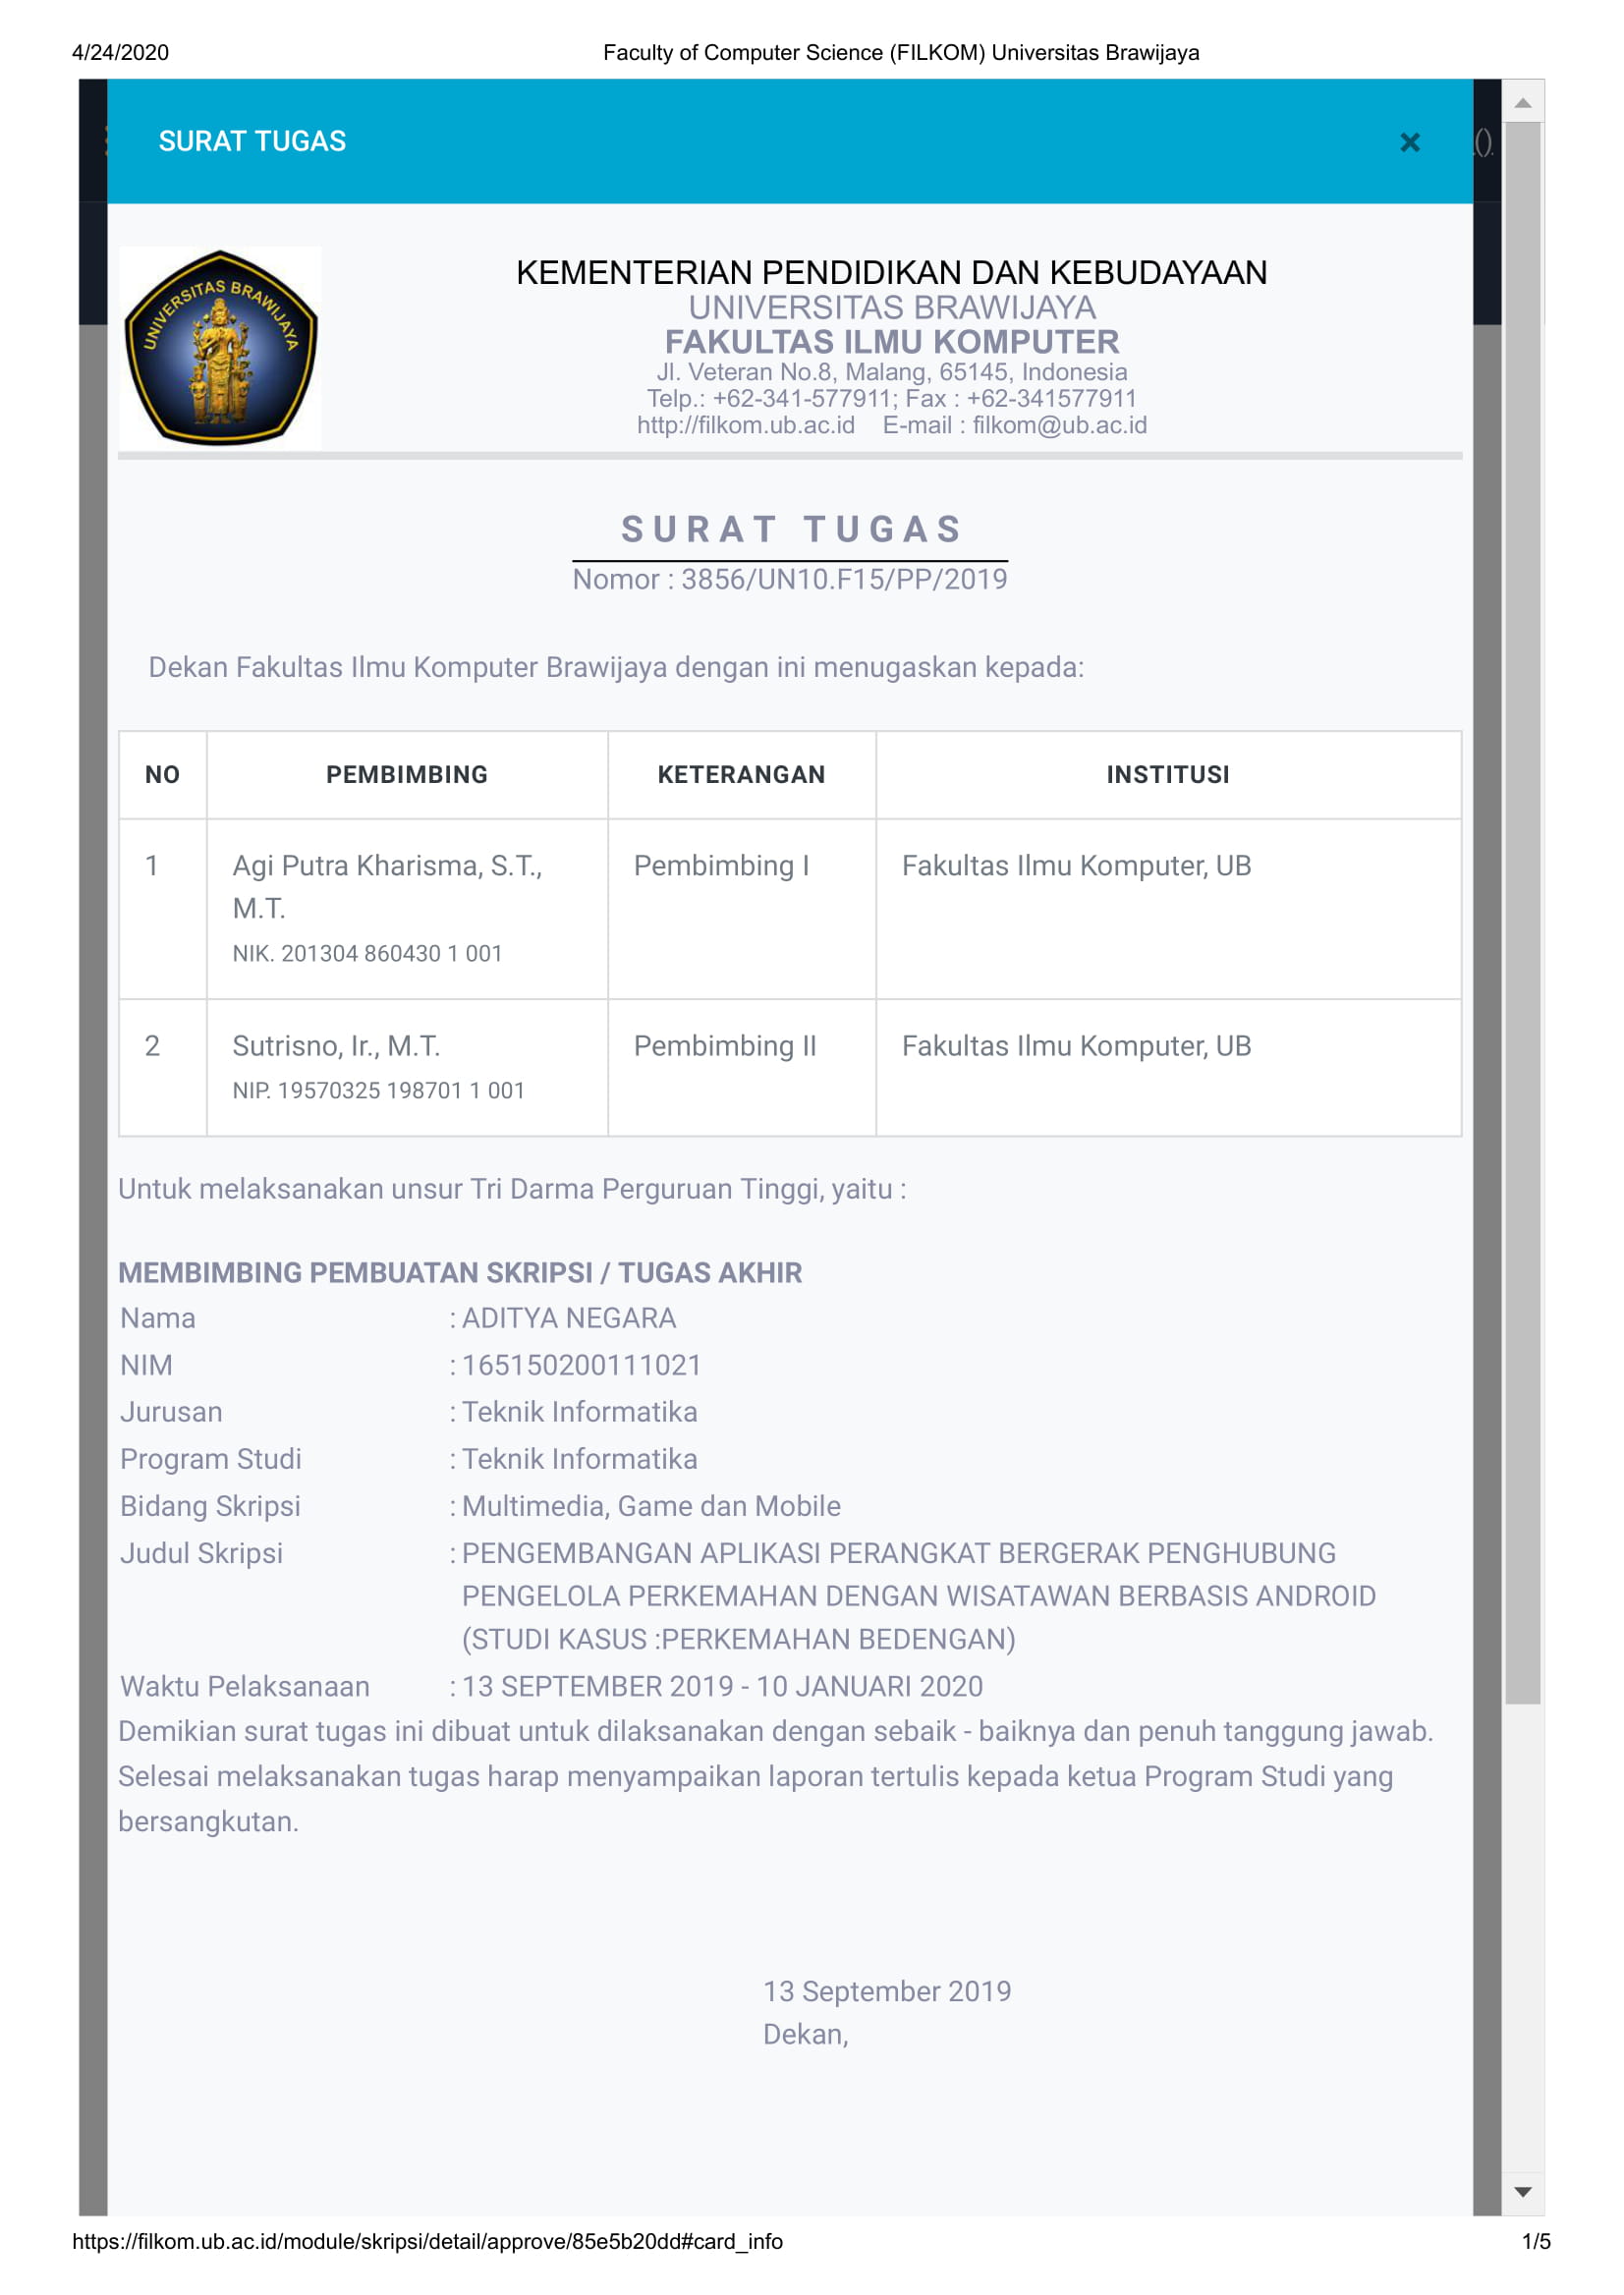 4/24/2020 Faculty of Computer Science (FILKOM) Universitas Brawijaya
SURAT TUGAS ×
()
UNIVERSITAS BRAWIJAYA
KEMENTERIAN PENDIDIKAN DAN KEBUDAYAAN
UNIVERSITAS BRAWIJAYA
FAKULTAS ILMU KOMPUTER
Jl. Veteran No.8, Malang, 65145, Indonesia
Telp.: +62-341-577911; Fax : +62-341577911
http://filkom.ub.ac.id E-mail : filkom@ub.ac.id
SURAT TUGAS
Nomor : 3856/UN10.F15/PP/2019
Dekan Fakultas Ilmu Komputer Brawijaya dengan ini menugaskan kepada:
NO PEMBIMBING KETERANGAN INSTITUSI
1 Agi Putra Kharisma, S.T., Pembimbing I Fakultas Ilmu Komputer, UB
M.T.
NIK. 201304 860430 1 001
2 Sutrisno, Ir., M.T. Pembimbing II Fakultas Ilmu Komputer, UB
NIP. 19570325 198701 1 001
Untuk melaksanakan unsur Tri Darma Perguruan Tinggi, yaitu :
MEMBIMBING PEMBUATAN SKRIPSI / TUGAS AKHIR
Nama : ADITYA NEGARA
NIM : 165150200111021
Jurusan : Teknik Informatika
Program Studi : Teknik Informatika
Bidang Skripsi : Multimedia, Game dan Mobile
Judul Skripsi : PENGEMBANGAN APLIKASI PERANGKAT BERGERAK PENGHUBUNG
PENGELOLA PERKEMAHAN DENGAN WISATAWAN BERBASIS ANDROID
(STUDI KASUS :PERKEMAHAN BEDENGAN)
Waktu Pelaksanaan : 13 SEPTEMBER 2019 - 10 JANUARI 2020
Demikian surat tugas ini dibuat untuk dilaksanakan dengan sebaik - baiknya dan penuh tanggung jawab.
Selesai melaksanakan tugas harap menyampaikan laporan tertulis kepada ketua Program Studi yang
bersangkutan.
13 September 2019
Dekan,
https://filkom.ub.ac.id/module/skripsi/detail/approve/85e5b20dd#card_info 1/5